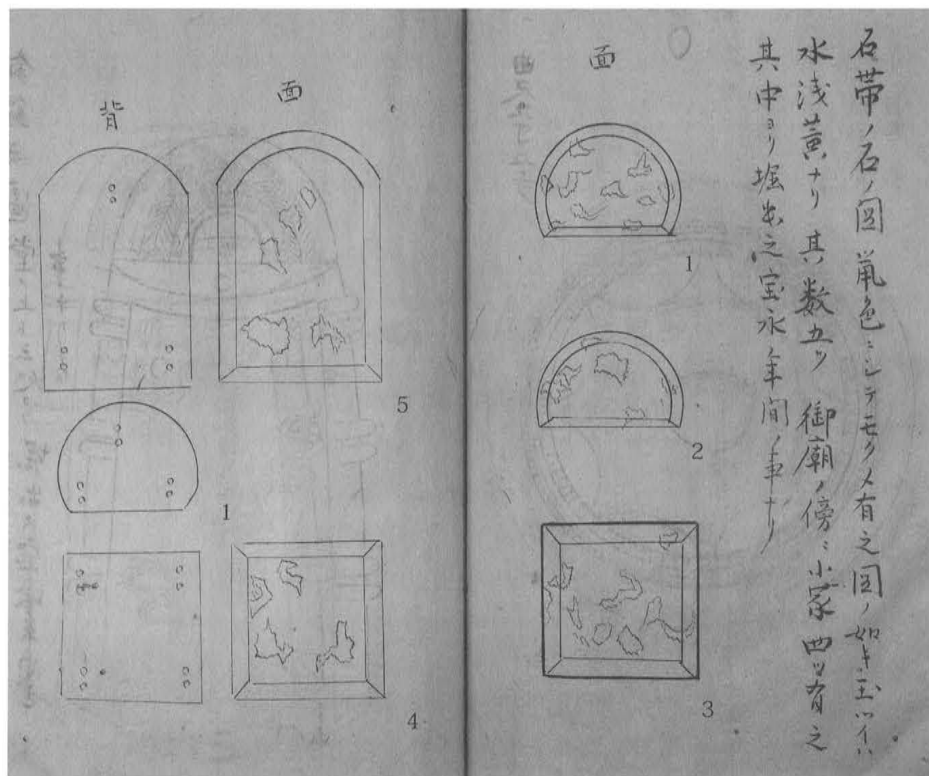 石帯ノ石ノ図 鼠色ニシテモクメ有之図ノ如キ玉ツイハ
水浅黄ナリ 其数五ツ 御廟ノ傍ニ小冢四ツ有之
其中ヨリ堀出之宝永年間ノ事ナリ
面
1
2
3
面
背
5
1
4